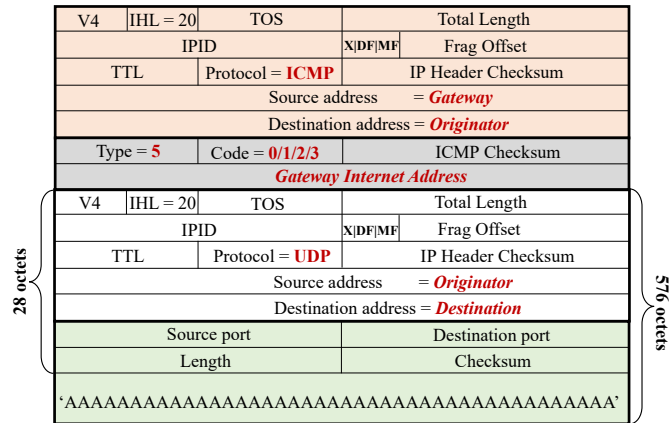 V4 IHL = 20 TOS Total Length
IPID X|DF|MF Frag Offset
TTL Protocol = ICMP IP Header Checksum
Source address = Gateway
Destination address = Originator
Type = 5 Code = 0/1/2/3 ICMP Checksum
Gateway Internet Address
V4 IHL = 20 TOS Total Length
IPID X|DF|MF Frag Offset
TTL Protocol = UDP IP Header Checksum
Source address = Originator
Destination address = Destination
Source port Destination port
Length Checksum
‘AAAAAAAAAAAAAAAAAAAAAAAAAAAAAAAAAAAAAAAAAA’
28 octets
576 octets